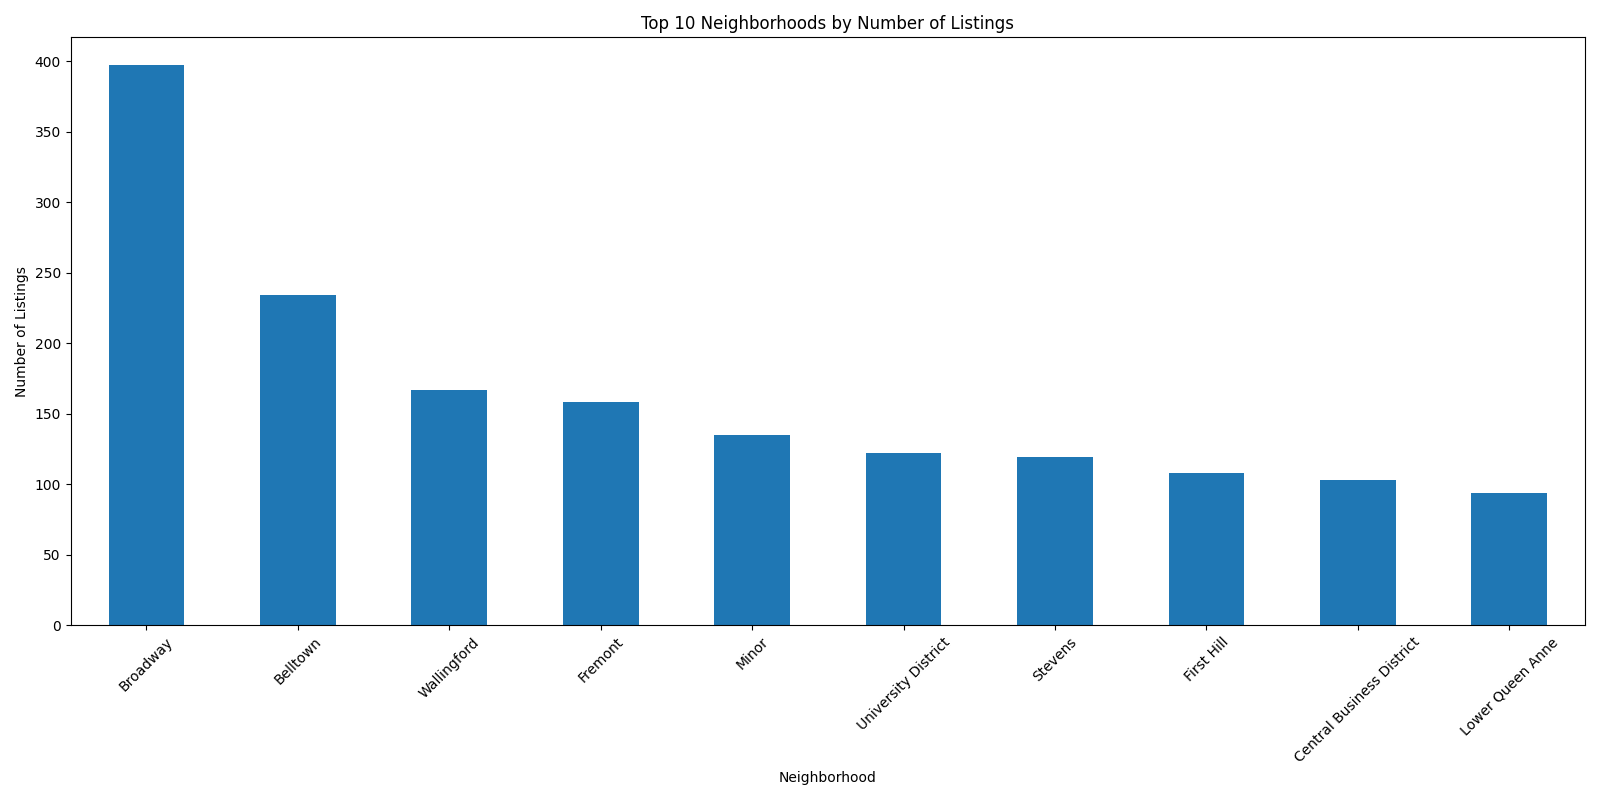 Top 10 Neighborhoods by Number of Listings
Number of Listings
400
350
300
250
200
150
100
50
0
Broadway
Belltown
Wallingford
Fremont
Minor
University District
Stevens
First Hill
Central Business District
Lower Queen Anne
Neighborhood